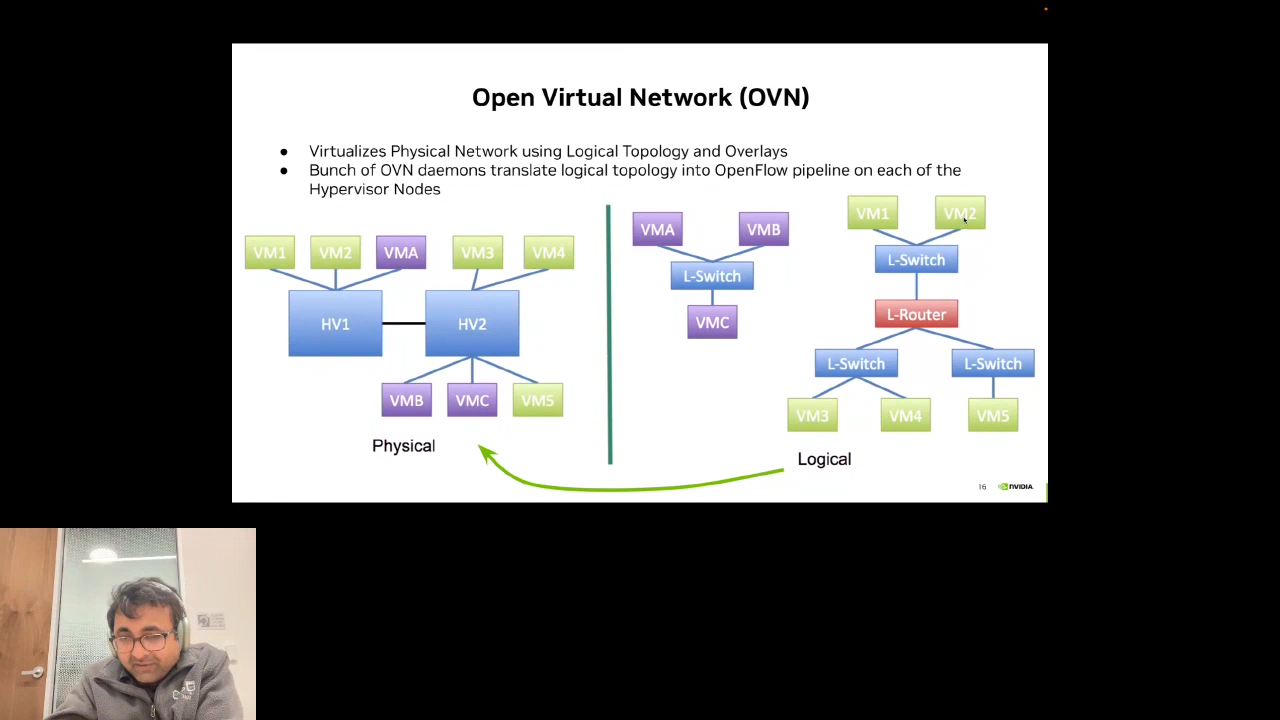 Open Virtual Network (OVN)
● Virtualizes Physical Network using Logical Topology and Overlays
● Bunch of OVN daemons translate logical topology into OpenFlow pipeline on each of the
Hypervisor Nodes
VM1 VM2 VMA VM3 VM4
HV1 HV2
VMB VMC VM5
Physical
VMA VMB
L-Switch
VMC
VM1 VM2
L-Switch
L-Router
L-Switch L-Switch
VM3 VM4 VM5
Logical
16 NVIDIA